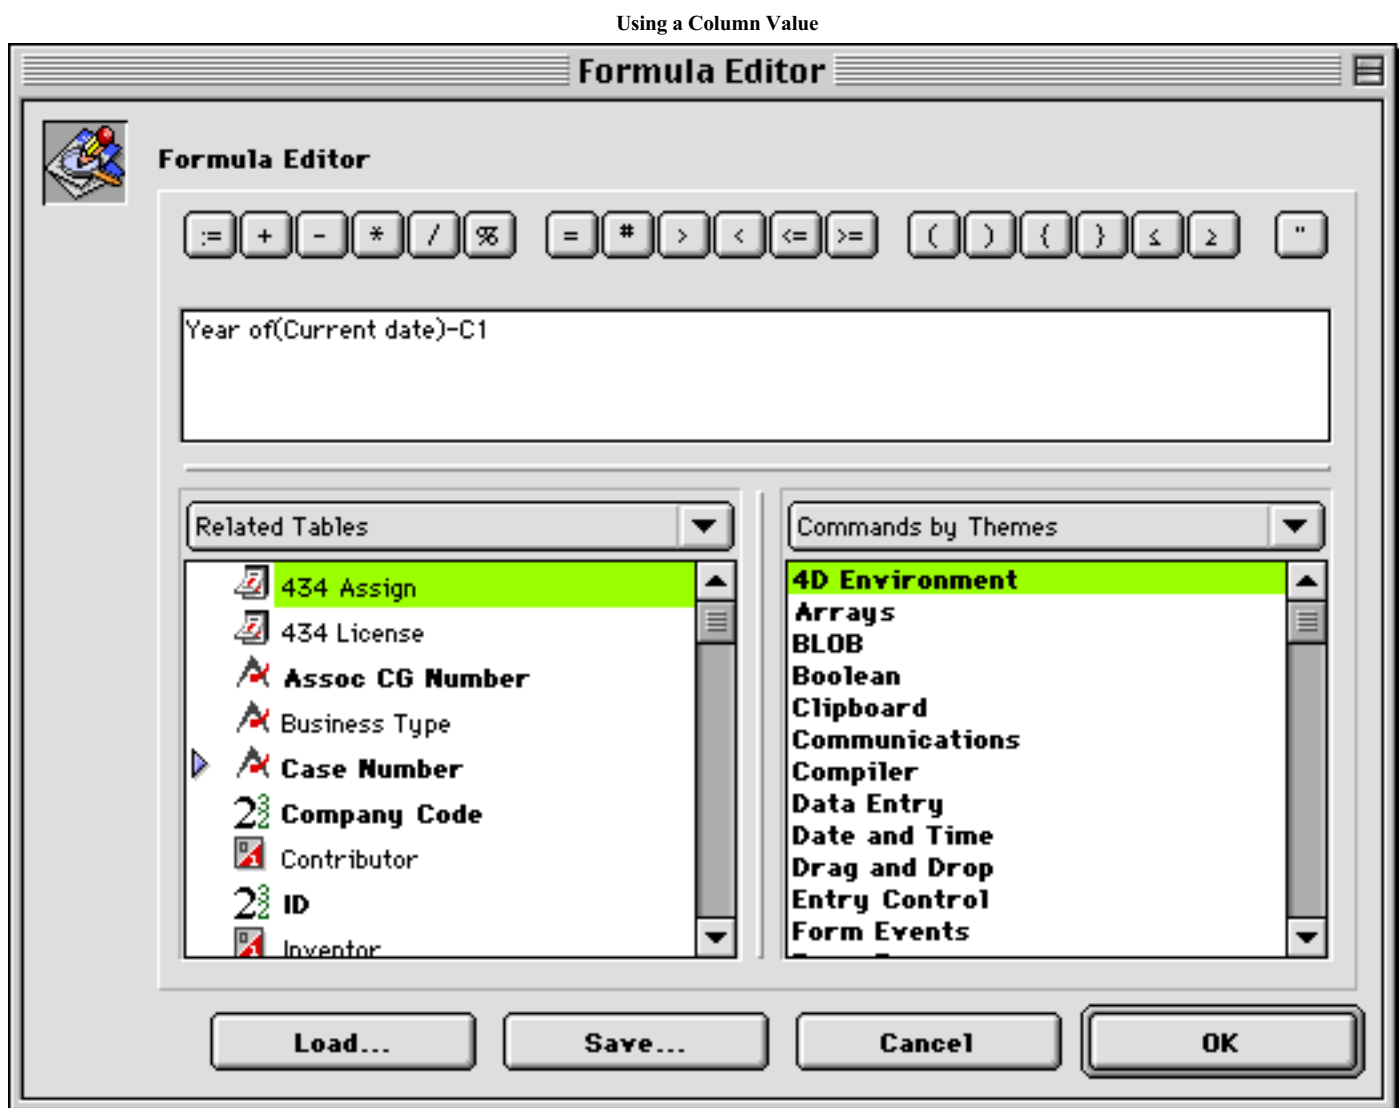 Using a Column Value
Formula Editor
Formula Editor
:= + - * / % = # > < <= >= ( ) { } ≤ ≥ "
Year of(Current date)-C1
Related Tables
Commands by Themes
434 Assign
434 License
Assoc CG Number
Business Type
Case Number
Company Code
Contributor
ID
Inventor
4D Environment
Arrays
BLOB
Boolean
Clipboard
Communications
Compiler
Data Entry
Date and Time
Drag and Drop
Entry Control
Form Events
Load...
Save...
Cancel
OK